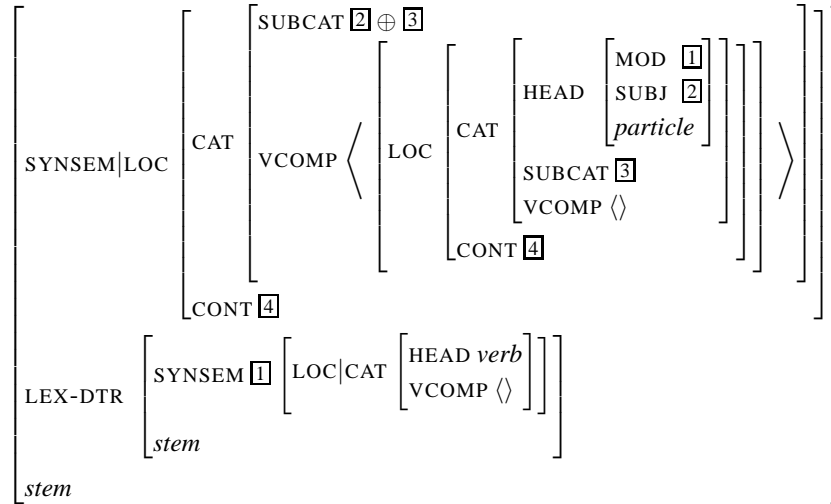 SUBCAT 2 ⊕ 3
MOD 1
HEAD SUBJ 2
CAT particle
SYNSEM|LOC CAT VCOMP ⟨ LOC
SUBCAT 3
VCOMP ⟨⟩ ⟩
CONT 4
CONT 4
HEAD verb
SYNSEM 1 LOC|CAT
VCOMP ⟨⟩
LEX-DTR
stem
stem